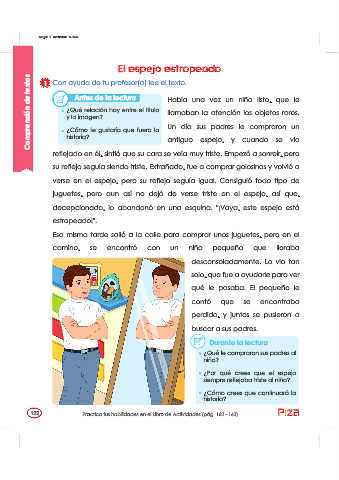 El espejo estropeado
Comprensión de textos
1 Con ayuda de tu profesor(a) lee el texto.
Antes de la lectura
¿Qué relación hay entre el título
y la imagen?
¿Cómo te gustaría que fuera la
historia?
Había una vez un niño listo, que le
llamaban la atención los objetos raros.
Un día sus padres le compraron un
antiguo espejo, y cuando se vio
reflejado en él, sintió que su cara se veía muy triste. Empezó a sonreír, pero
su reflejo seguía siendo triste. Extrañado, fue a comprar golosinas y volvió a
verse en el espejo, pero su reflejo seguía igual. Consiguió todo tipo de
juguetes, pero aun así no dejó de verse triste en el espejo, así que,
decepcionado, lo abandonó en una esquina. "¡Vaya, este espejo está
estropeado!".
Esa misma tarde salió a la calle para comprar unos juguetes, pero en el
camino, se encontró con un niño pequeño que lloraba
desconsoladamente. Lo vio tan
solo, que fue a ayudarle para ver
qué le pasaba. El pequeño le
contó que se encontraba
perdido, y juntos se pusieron a
buscar a sus padres.
Durante la lectura
¿Qué le compraron sus padres al
niño?
¿Por qué crees que el espejo
siempre reflejaba triste al niño?
¿Cómo crees que continuará la
historia?
122
Practica tus habilidades en el Libro de Actividades (pág. 161 - 162)